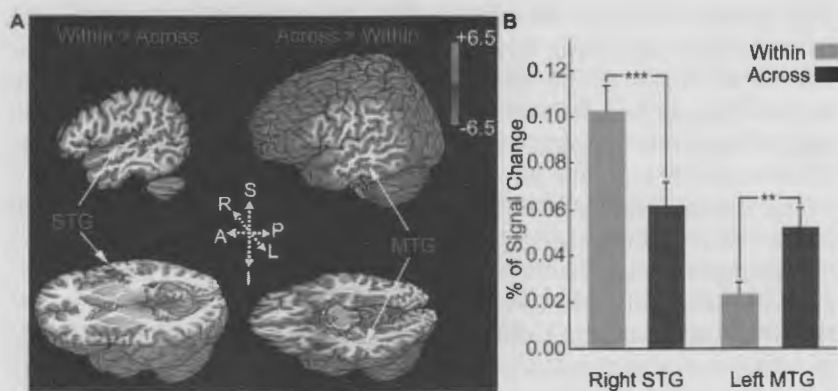 A
Within > Across
Across > Within
+6.5
-6.5
STG
S
R
A
P
L
I
MTG
B
Within
Across
% of Signal Change
0.12
0.10
0.08
0.06
0.04
0.02
0.00
***
**
Right STG
Left MTG